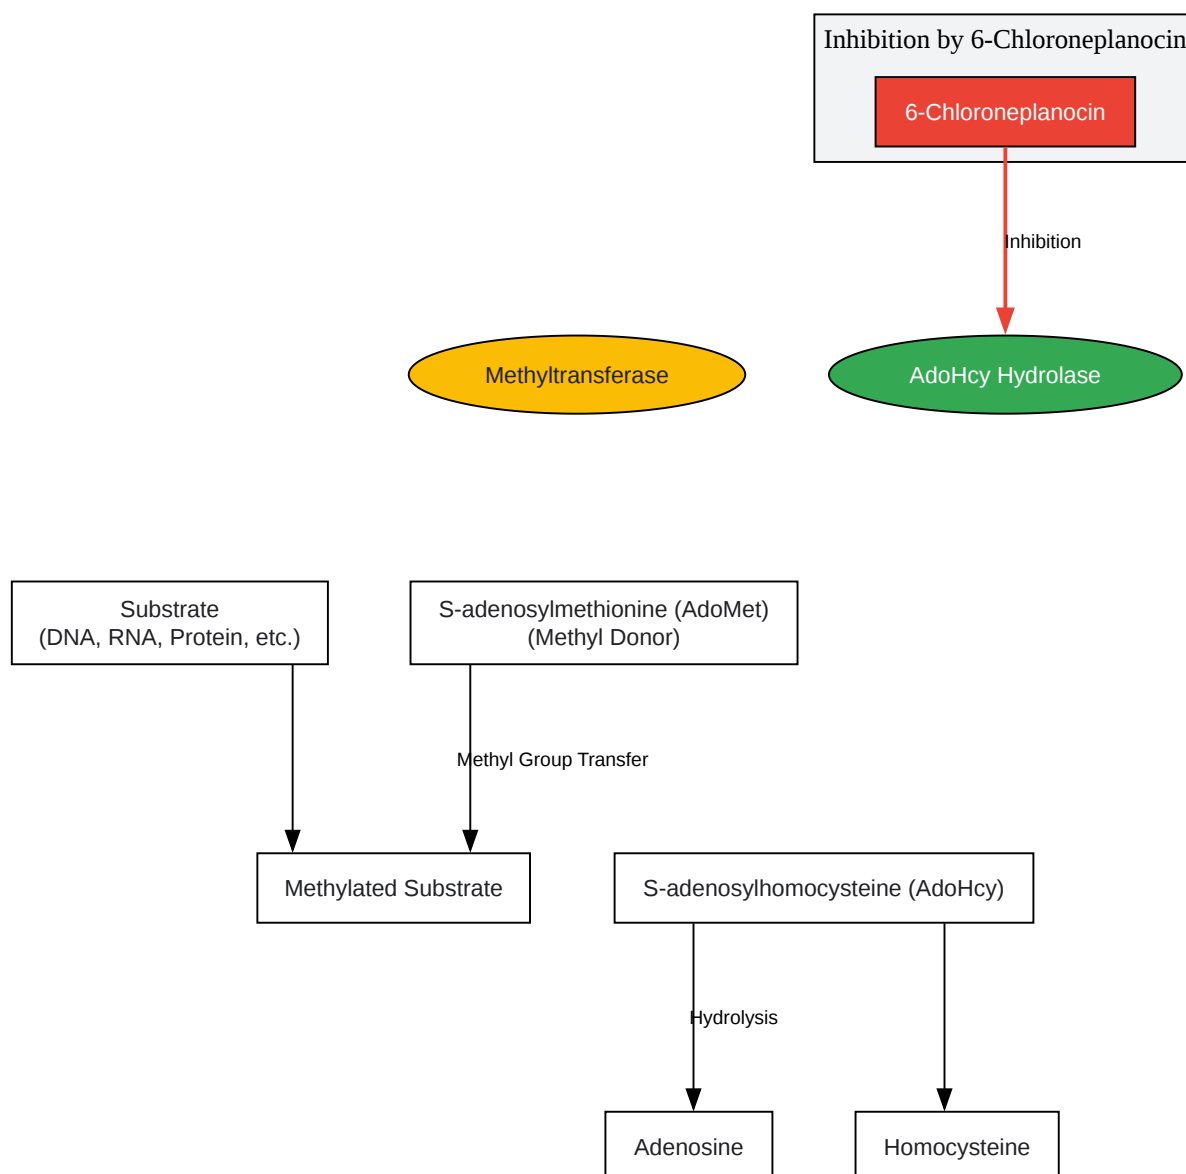 Inhibition by 6-Chloroneplanocin
6-Chloroneplanocin
Inhibition
Methyltransferase
AdoHcy Hydrolase
Substrate
(DNA, RNA, Protein, etc.)
S-adenosylmethionine (AdoMet)
(Methyl Donor)
Methyl Group Transfer
Methylated Substrate
S-adenosylhomocysteine (AdoHcy)
Hydrolysis
Adenosine
Homocysteine